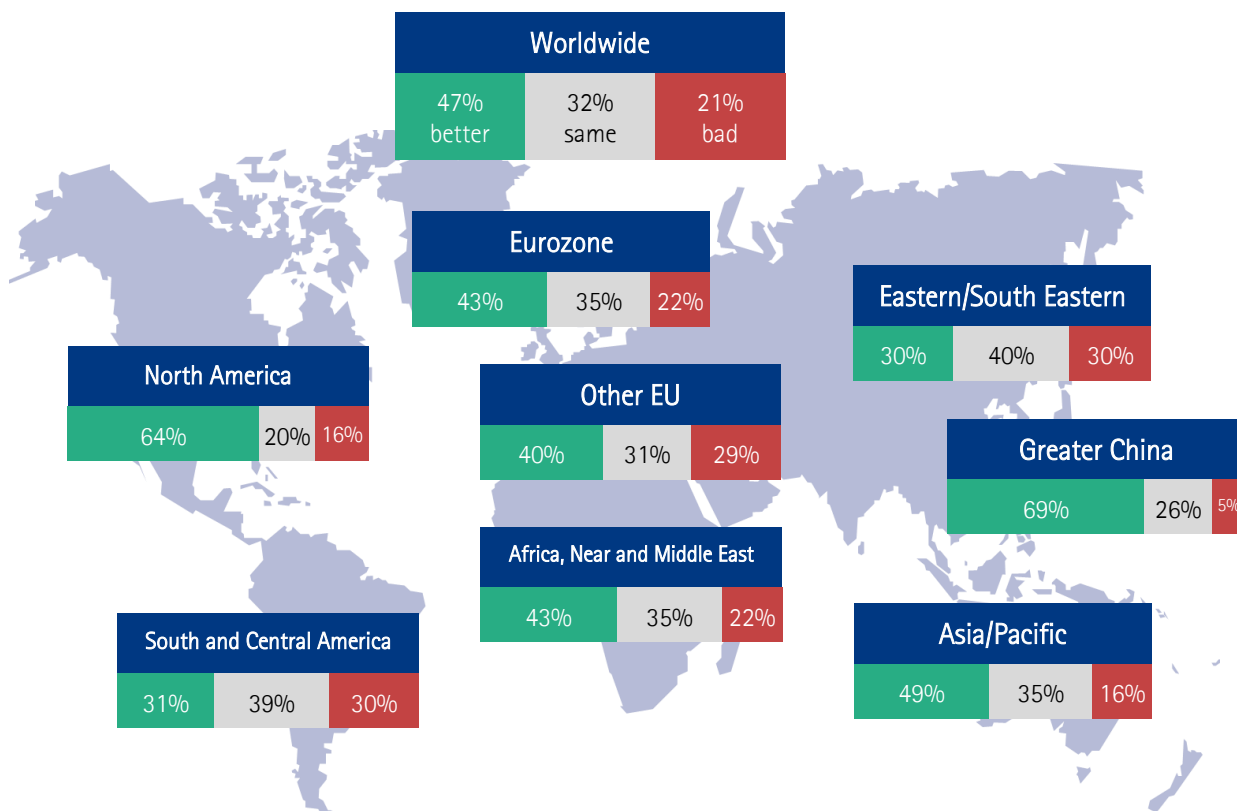 Worldwide
47% 32% 21%
better same bad
Eurozone
43% 35% 22%
Eastern/South Eastern
30% 40% 30%
North America
64% 20% 16%
Other EU
40% 31% 29%
Greater China
69% 26% 5%
Africa, Near and Middle East
43% 35% 22%
South and Central America
31% 39% 30%
Asia/Pacific
49% 35% 16%